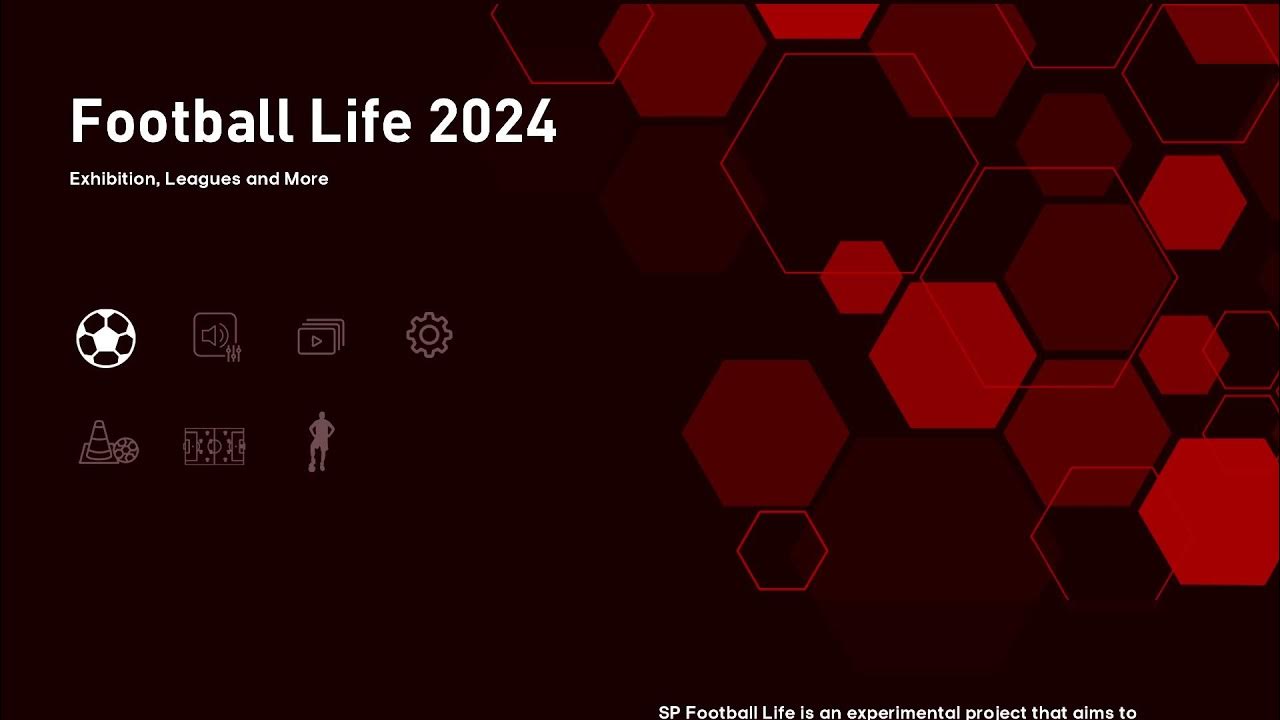 Football Life 2024
Exhibition, Leagues and More
SP Football Life is an experimental project that aims to